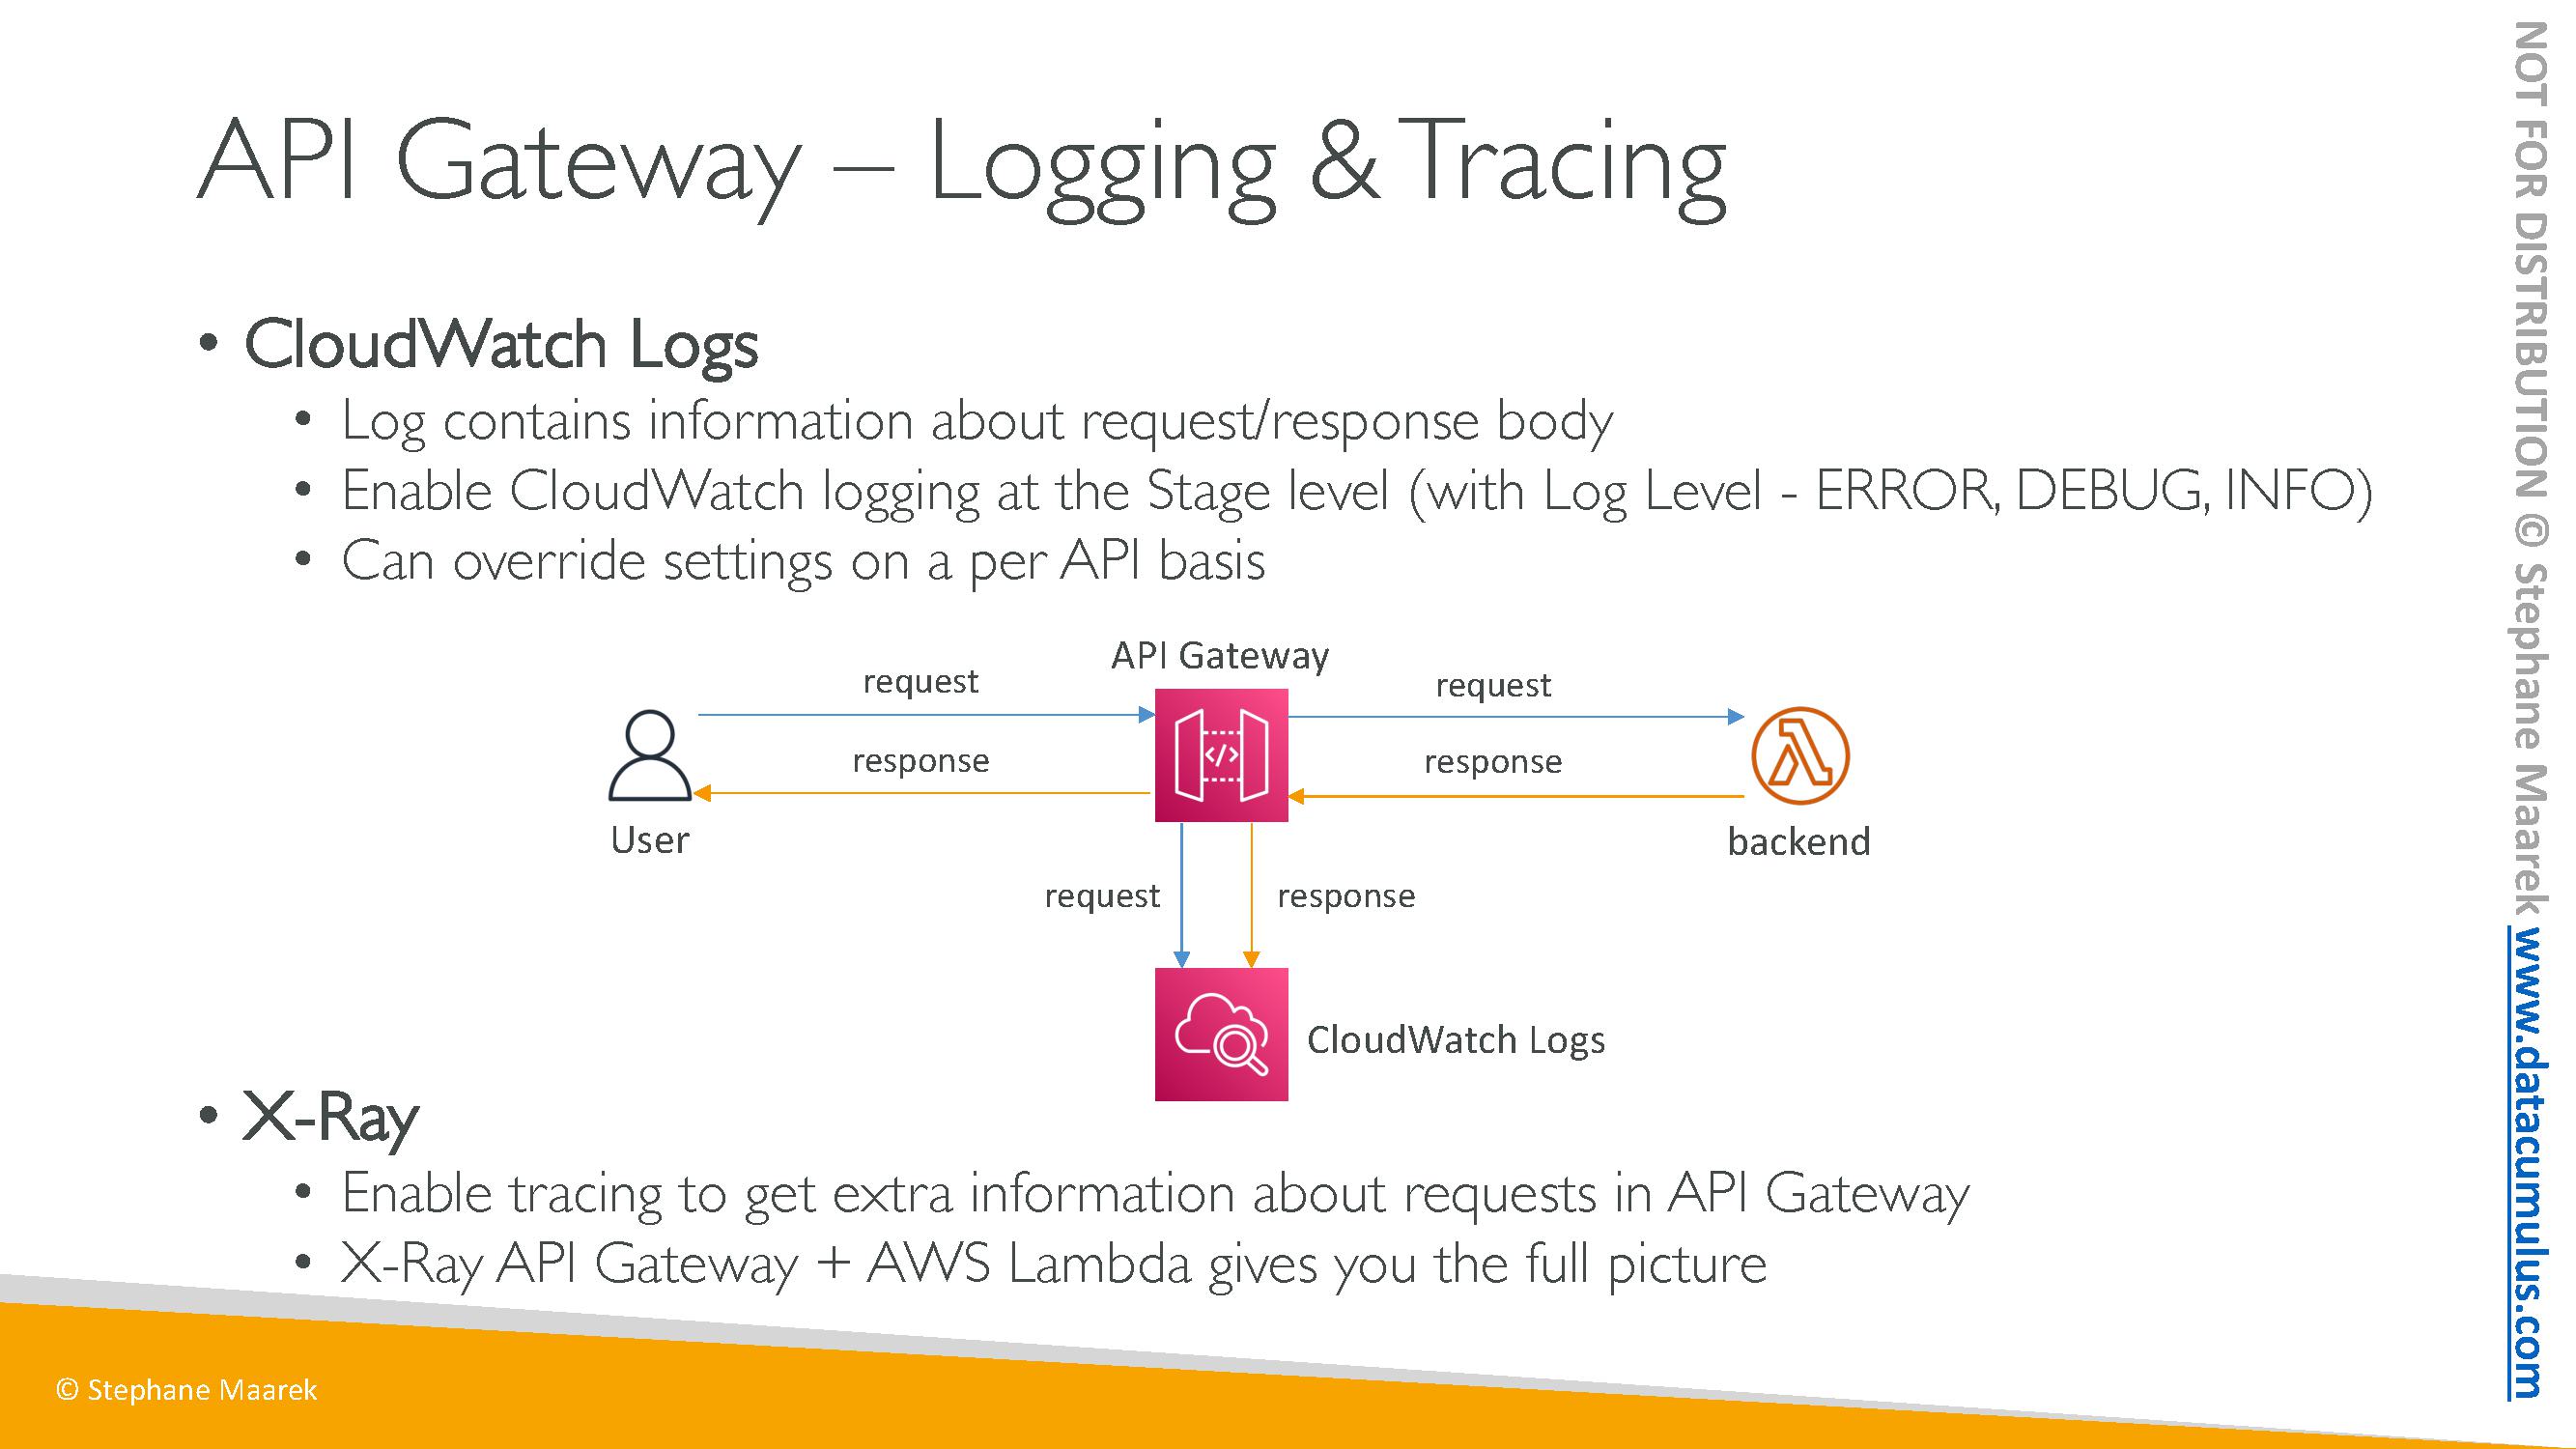 API Gateway – Logging & Tracing
• CloudWatch Logs
• Log contains information about request/response body
• Enable CloudWatch logging at the Stage level (with Log Level - ERROR, DEBUG, INFO)
• Can override settings on a per API basis
API Gateway
request
request
response
response
User
backend
request
response
CloudWatch Logs
• X-Ray
• Enable tracing to get extra information about requests in API Gateway
• X-Ray API Gateway + AWS Lambda gives you the full picture
© Stephane Maarek
NOT FOR DISTRIBUTION © Stephane Maarek www.datacumulus.com